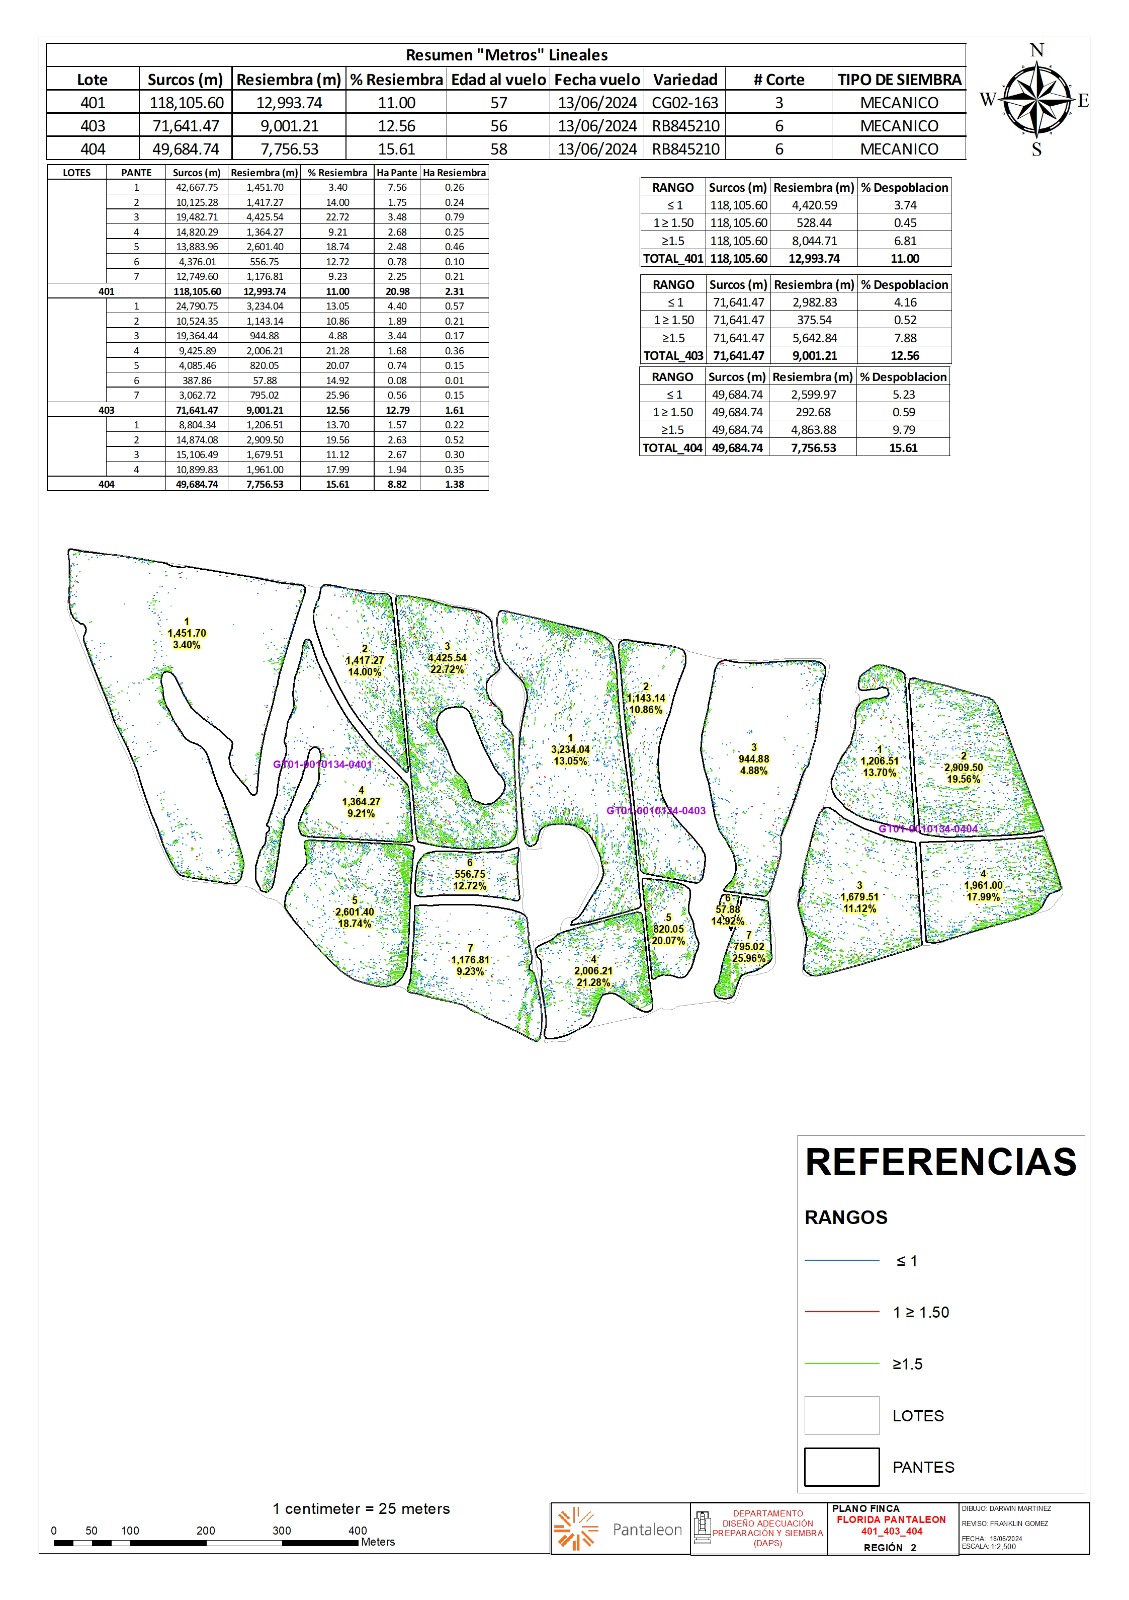 Resumen "Metros" Lineales
Lote Surcos (m) Resiembra (m) % Resiembra Edad al vuelo Fecha vuelo Variedad # Corte TIPO DE SIEMBRA
401 118,105.60 12,993.74 11.00 57 13/06/2024 CG02-163 3 MECANICO
403 71,641.47 9,001.21 12.56 56 13/06/2024 RB845210 6 MECANICO
404 49,684.74 7,756.53 15.61 58 13/06/2024 RB845210 6 MECANICO
N
W E
S
LOTES PANTE Surcos (m) Resiembra (m) % Resiembra Ha Pante Ha Resiembra
1 42,667.75 1,451.70 3.40 7.56 0.26
2 10,125.28 1,417.27 14.00 1.75 0.24
3 19,482.71 4,425.54 22.72 3.48 0.79
4 14,820.29 1,364.27 9.21 2.68 0.25
5 13,883.96 2,601.40 18.74 2.48 0.46
6 4,376.01 556.75 12.72 0.78 0.10
7 12,749.60 1,176.81 9.23 2.25 0.21
401 118,105.60 12,993.74 11.00 20.98 2.31
1 24,790.75 3,234.04 13.05 4.40 0.57
2 10,524.35 1,143.14 10.86 1.89 0.21
3 19,364.44 944.88 4.88 3.44 0.17
4 9,425.89 2,006.21 21.28 1.68 0.36
5 4,085.46 820.05 20.07 0.74 0.15
6 387.86 57.88 14.92 0.08 0.01
7 3,062.72 795.02 25.96 0.56 0.15
403 71,641.47 9,001.21 12.56 12.79 1.61
1 8,804.34 1,206.51 13.70 1.57 0.22
2 14,874.08 2,909.50 19.56 2.63 0.52
3 15,106.49 1,679.51 11.12 2.67 0.30
4 10,899.83 1,961.00 17.99 1.94 0.35
404 49,684.74 7,756.53 15.61 8.82 1.38
RANGO Surcos (m) Resiembra (m) % Despoblacion
≤ 1 118,105.60 4,420.59 3.74
1 ≥ 1.50 118,105.60 528.44 0.45
≥1.5 118,105.60 8,044.71 6.81
TOTAL_401 118,105.60 12,993.74 11.00
RANGO Surcos (m) Resiembra (m) % Despoblacion
≤ 1 71,641.47 2,982.83 4.16
1 ≥ 1.50 71,641.47 375.54 0.52
≥1.5 71,641.47 5,642.84 7.88
TOTAL_403 71,641.47 9,001.21 12.56
RANGO Surcos (m) Resiembra (m) % Despoblacion
≤ 1 49,684.74 2,599.97 5.23
1 ≥ 1.50 49,684.74 292.68 0.59
≥1.5 49,684.74 4,863.88 9.79
TOTAL_404 49,684.74 7,756.53 15.61
1
1,451.70
3.40%
2
1,417.27
14.00%
3
4,425.54
22.72%
GT01-0010134-0401
4
1,364.27
9.21%
5
2,601.40
18.74%
6
556.75
12.72%
7
1,176.81
9.23%
1
3,234.04
13.05%
2
1,143.14
10.86%
3
944.88
4.88%
GT01-0010134-0403
4
2,006.21
21.28%
5
820.05
20.07%
6
57.88
14.92%
7
795.02
25.96%
1
1,206.51
13.70%
2
2,909.50
19.56%
GT01-0010134-0404
3
1,679.51
11.12%
4
1,961.00
17.99%
REFERENCIAS
RANGOS
≤ 1
1 ≥ 1.50
≥1.5
LOTES
PANTES
1 centimeter = 25 meters
0 50 100 200 300 400
Meters
Pantaleon
DEPARTAMENTO
DISEÑO ADECUACIÓN
PREPARACIÓN Y SIEMBRA
(DAPS)
PLANO FINCA
FLORIDA PANTALEON
401_403_404
REGIÓN 2
DIBUJO: DARWIN MARTINEZ
REVISO: FRANKLIN GOMEZ
FECHA: 18/06/2024
ESCALA: 1:2,500